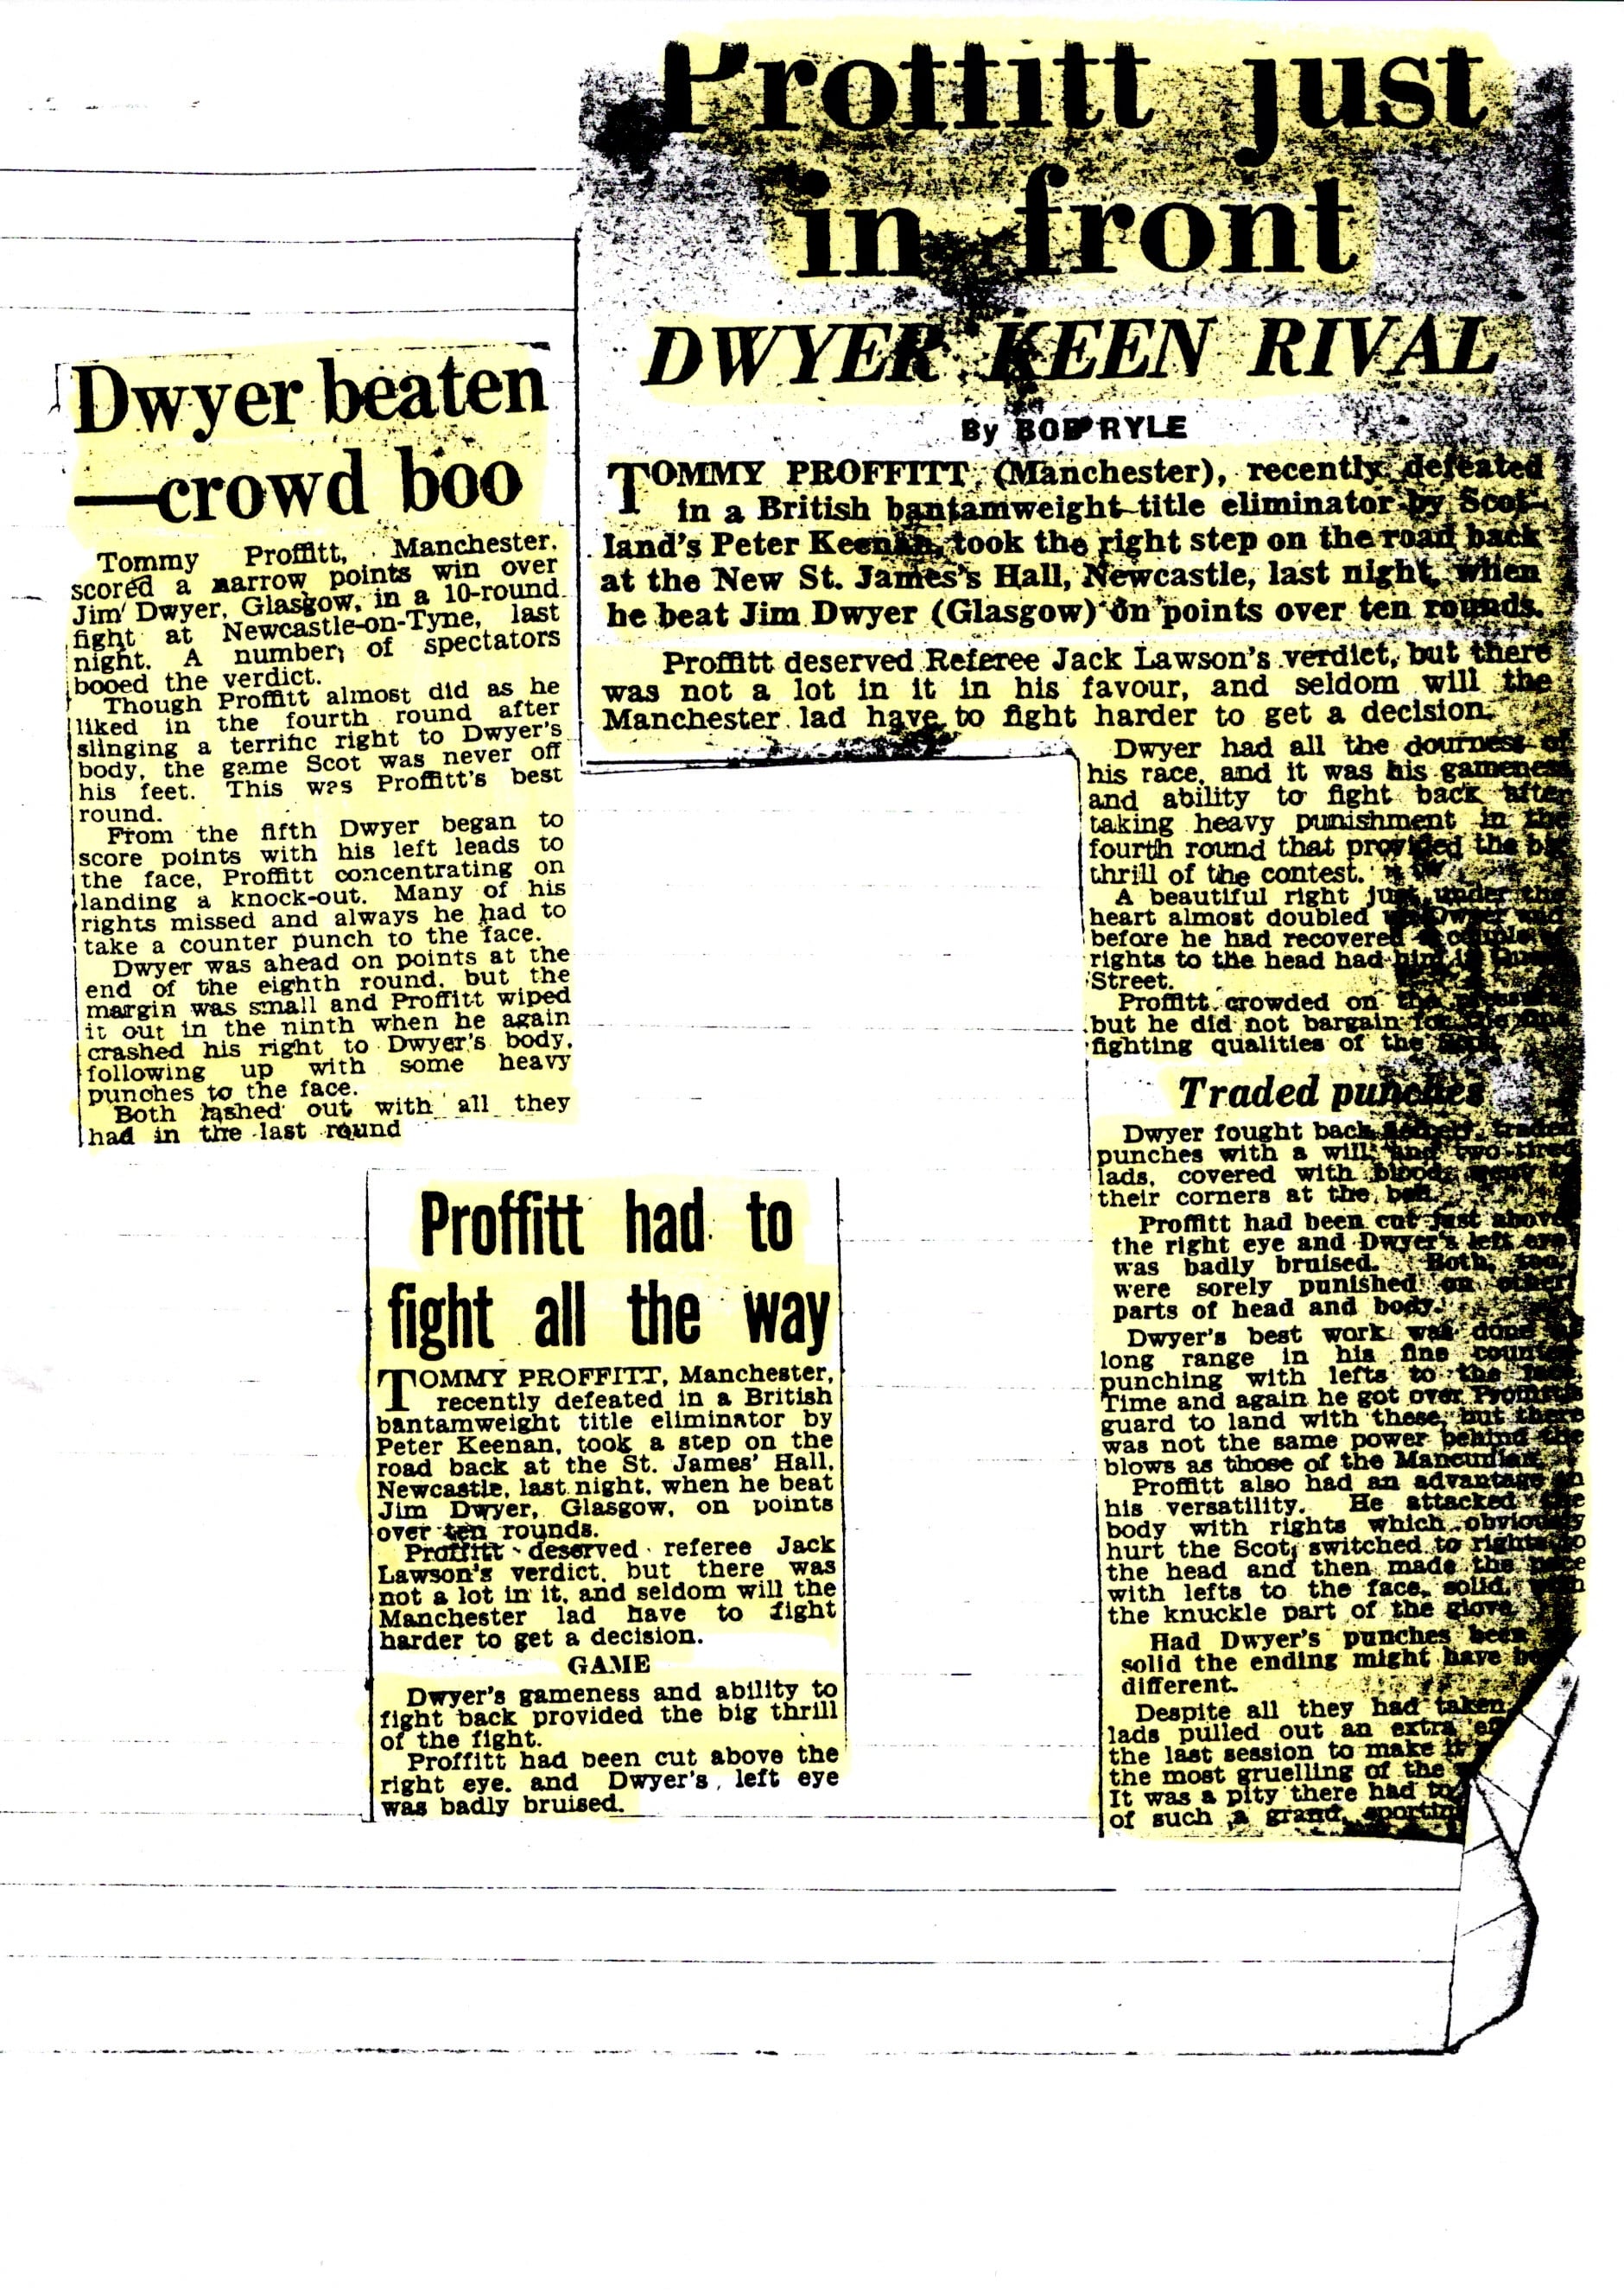 Dwyer beaten
—crowd boo
Tommy Proffitt, Manchester,
scored a narrow points win over
Jim Dwyer, Glasgow, in a 10-round
fight at Newcastle-on-Tyne, last
night. A number of spectators
booed the verdict.
Though Proffitt almost did as he
liked in the fourth round after
slinging a terrific right to Dwyer's
body, the game Scot was never off
his feet. This was Proffitt's best
round.
From the fifth Dwyer began to
score points with his left leads to
the face, Proffitt concentrating on
landing a knock-out. Many of his
rights missed and always he had to
take a counter punch to the face.
Dwyer was ahead on points at the
end of the eighth round, but the
margin was small and Proffitt wiped
it out in the ninth when he again
crashed his right to Dwyer's body,
following up with some heavy
punches to the face.
Both lashed out with all they
had in the last round
Proffitt just
in front
DWYER KEEN RIVAL
By BOB RYLE
TOMMY PROFFITT (Manchester), recently defeated
in a British bantamweight title eliminator by Scot-
land's Peter Keenan, took the right step on the road back
at the New St. James's Hall, Newcastle, last night, when
he beat Jim Dwyer (Glasgow) on points over ten rounds.
Proffitt deserved Referee Jack Lawson's verdict, but there
was not a lot in it in his favour, and seldom will the
Manchester lad have to fight harder to get a decision.
Dwyer had all the dourness of
his race, and it was his gameness
and ability to fight back after
taking heavy punishment in the
fourth round that provided the big
thrill of the contest.
A beautiful right just under the
heart almost doubled up Dwyer and
before he had recovered a couple of
rights to the head had him in
Street.
Proffitt crowded on the pressure
but he did not bargain for the
fighting qualities of the
Traded punches
Dwyer fought back traded
punches with a will, and two tired
lads, covered with blood, went to
their corners at the bell.
Proffitt had been cut just above
the right eye and Dwyer's left eye
was badly bruised. Both, too,
were sorely punished on other
parts of head and body.
Dwyer's best work was done at
long range in his fine counter
punching with lefts to the face.
Time and again he got over Proffitt's
guard to land with these, but there
was not the same power behind the
blows as those of the Mancunian.
Proffitt also had an advantage in
his versatility. He attacked the
body with rights which obviously
hurt the Scot, switched to rights to
the head and then made the pace
with lefts to the face, solid, with
the knuckle part of the glove.
Had Dwyer's punches been
solid the ending might have been
different.
Despite all they had taken
lads pulled out an extra
the last session to make it
the most gruelling of the
It was a pity there had to
of such a grand, sporting
Proffitt had to
fight all the way
TOMMY PROFFITT, Manchester,
recently defeated in a British
bantamweight title eliminator by
Peter Keenan, took a step on the
road back at the St. James' Hall,
Newcastle, last night, when he beat
Jim Dwyer, Glasgow, on points
over ten rounds.
Proffitt deserved referee Jack
Lawson's verdict, but there was
not a lot in it, and seldom will the
Manchester lad have to fight
harder to get a decision.
GAME
Dwyer's gameness and ability to
fight back provided the big thrill
of the fight.
Proffitt had been cut above the
right eye, and Dwyer's left eye
was badly bruised.